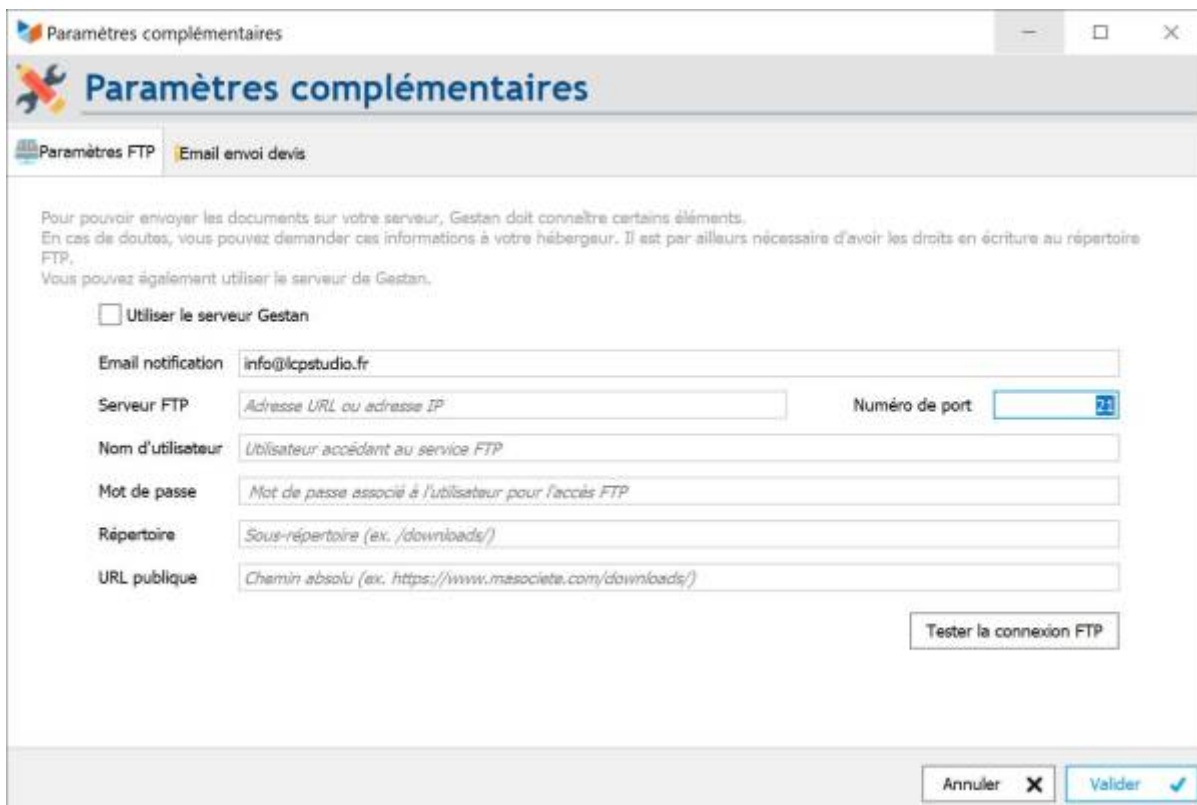 Paramètres complémentaires
Paramètres complémentaires
Paramètres FTP Email envoi devis
Pour pouvoir envoyer les documents sur votre serveur, Gestan doit connaître certains éléments.
En cas de doutes, vous pouvez demander ces informations à votre hébergeur. Il est par ailleurs nécessaire d'avoir les droits en écriture au répertoire
FTP.
Vous pouvez également utiliser le serveur de Gestan.
Utiliser le serveur Gestan
Email notification info@lcpstudio.fr
Serveur FTP Adresse URL ou adresse IP Numéro de port 21
Nom d'utilisateur Utilisateur accédant au service FTP
Mot de passe Mot de passe associé à l'utilisateur pour l'accès FTP
Répertoire Sous-répertoire (ex. /downloads/)
URL publique Chemin absolu (ex. https://www.masociete.com/downloads/)
Tester la connexion FTP
Annuler Valider